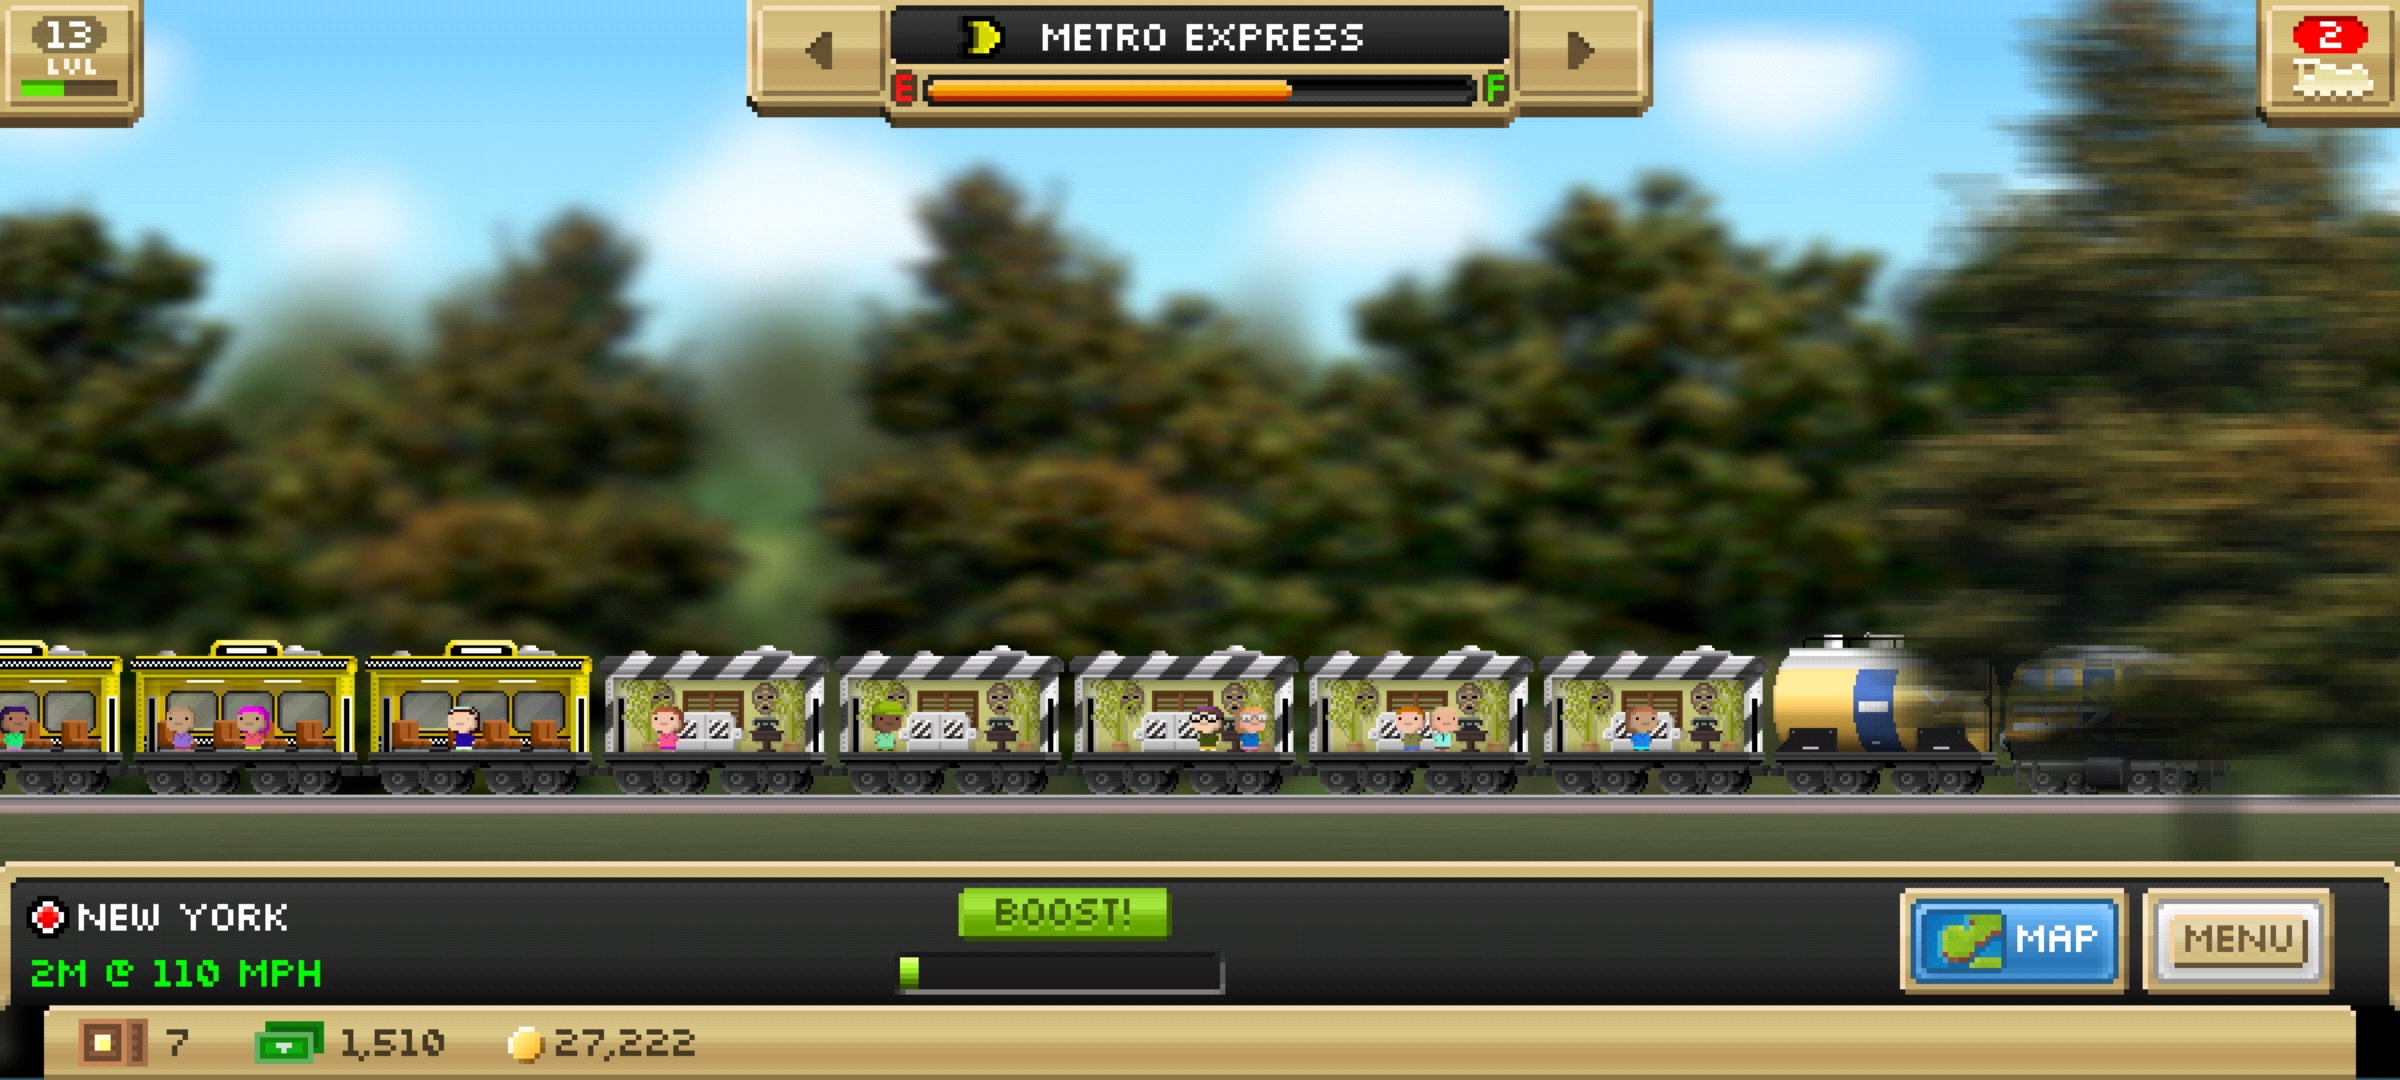 13
LVL
METRO EXPRESS
E F
2
NEW YORK
2M @ 110 MPH
BOOST!
MAP
MENU
7
1,510
27,222